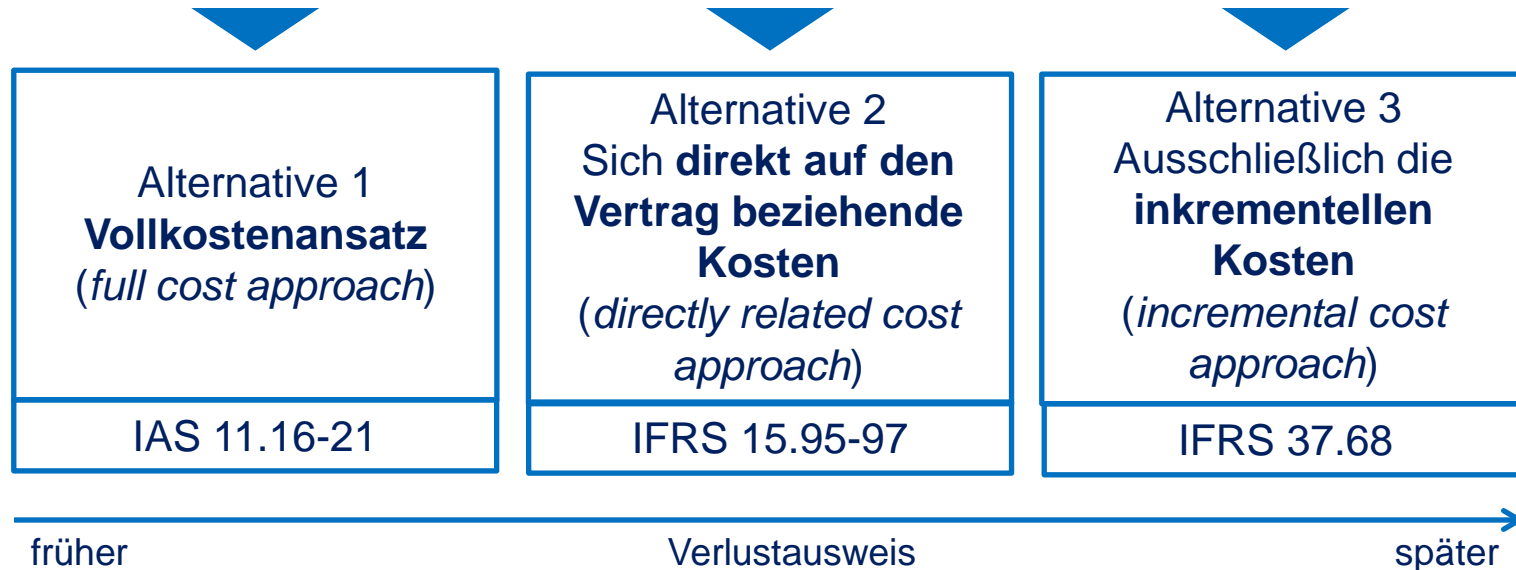 Alternative 1
Vollkostenansatz
(full cost approach)
IAS 11.16-21
Alternative 2
Sich direkt auf den
Vertrag beziehende
Kosten
(directly related cost
approach)
IFRS 15.95-97
Alternative 3
Ausschließlich die
inkrementellen
Kosten
(incremental cost
approach)
IFRS 37.68
früher
Verlustausweis
später